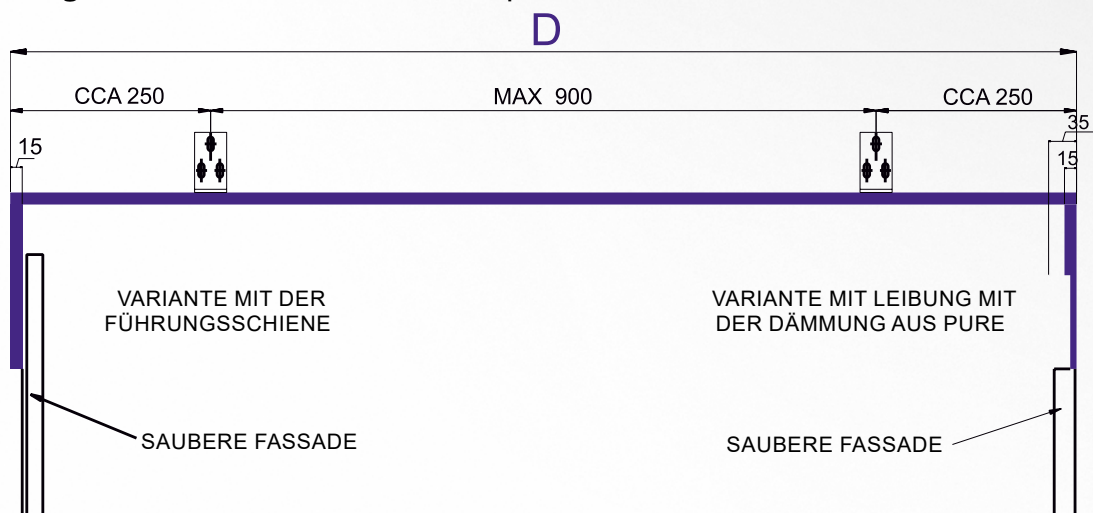 D
CCA 250
MAX 900
CCA 250
35
15
15
VARIANTE MIT DER
FÜHRUNGSSCHIENE
VARIANTE MIT LEIBUNG MIT
DER DÄMMUNG AUS PURE
SAUBERE FASSADE
SAUBERE FASSADE